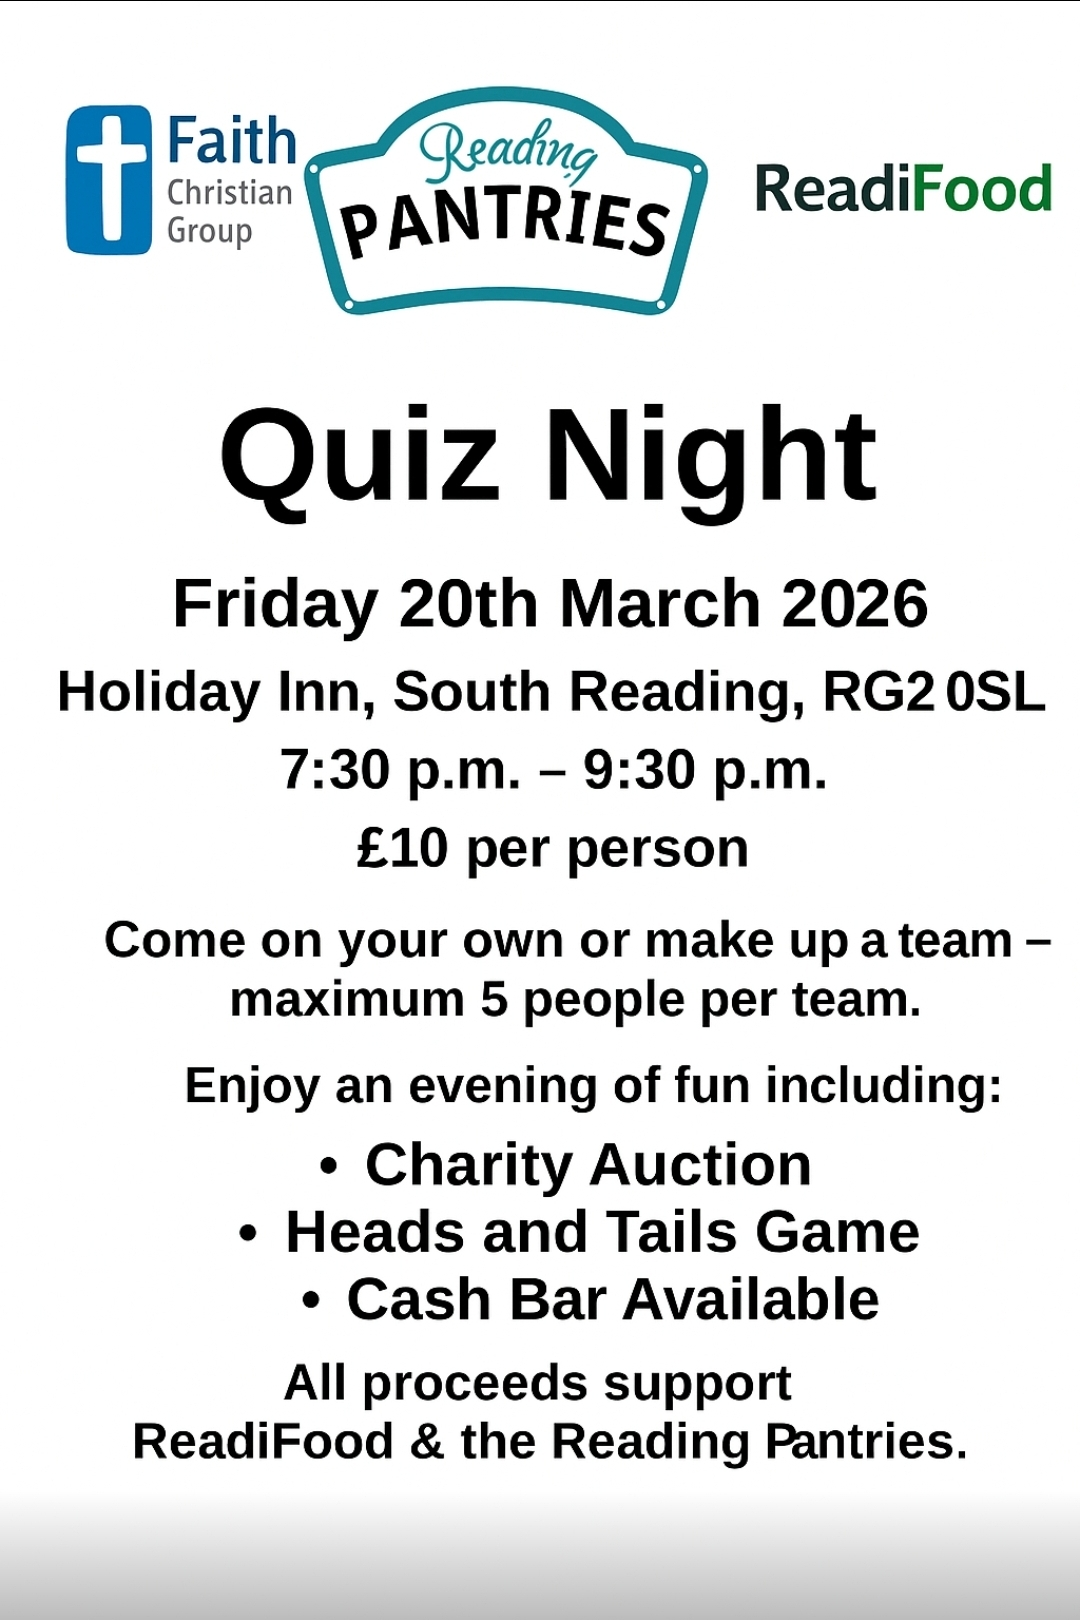 Faith
Christian
Group
Reading
PANTRIES
ReadiFood
Quiz Night
Friday 20th March 2026
Holiday Inn, South Reading, RG2 0SL
7:30 p.m. – 9:30 p.m.
£10 per person
Come on your own or make up a team –
maximum 5 people per team.
Enjoy an evening of fun including:
• Charity Auction
• Heads and Tails Game
• Cash Bar Available
All proceeds support
ReadiFood & the Reading Pantries.